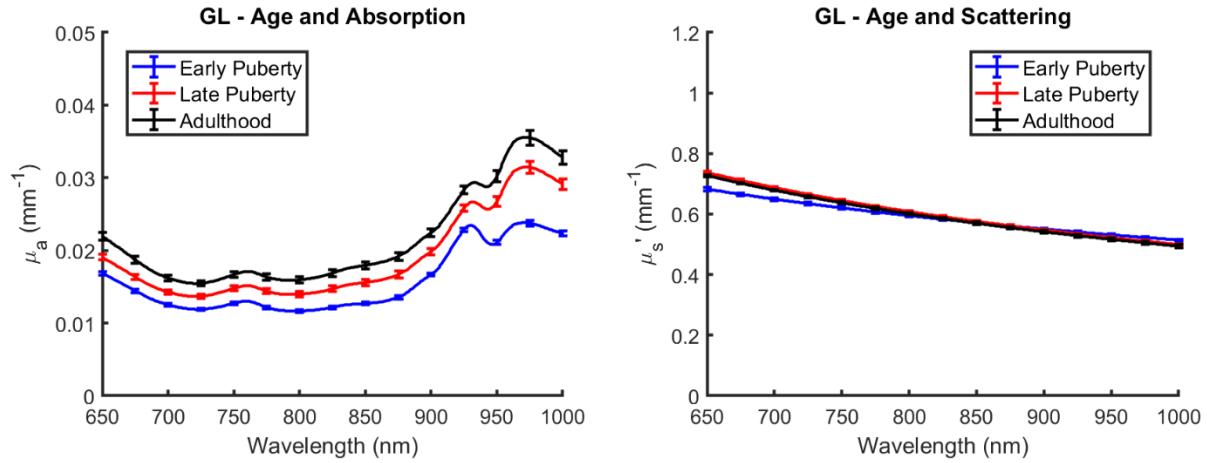 GL - Age and Absorption
0.05
0.04
0.03
0.02
0.01
0
μa (mm-1)
Early Puberty
Late Puberty
Adulthood
650 700 750 800 850 900 950 1000
Wavelength (nm)
GL - Age and Scattering
1.2
1
0.8
0.6
0.4
0.2
0
μs' (mm-1)
Early Puberty
Late Puberty
Adulthood
650 700 750 800 850 900 950 1000
Wavelength (nm)